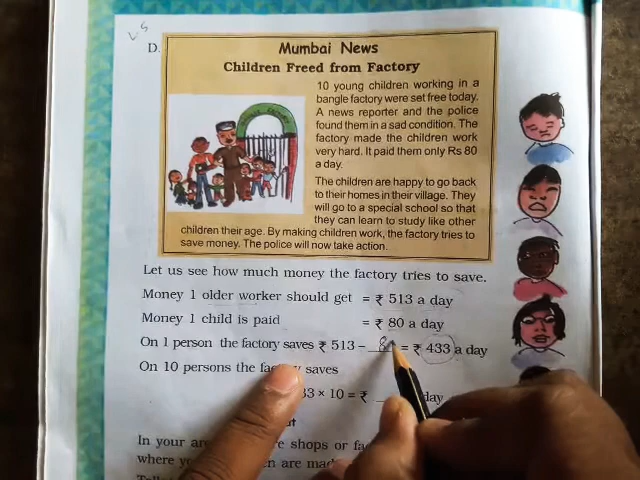 vs
D.
Mumbai News
Children Freed from Factory
10 young children working in a
bangle factory were set free today.
A news reporter and the police
found them in a sad condition. The
factory made the children work
very hard. It paid them only Rs 80
a day.
The children are happy to go back
to their homes in their village. They
will go to a special school so that
they can learn to study like other
children their age. By making children work, the factory tries to
save money. The police will now take action.
Let us see how much money the factory tries to save.
Money 1 older worker should get = ₹ 513 a day
Money 1 child is paid = ₹ 80 a day
On 1 person the factory saves ₹ 513 – 80 = ₹ 433 a day
On 10 persons the saves
33 × 10 = ₹ ___ day
In your shops or
where are